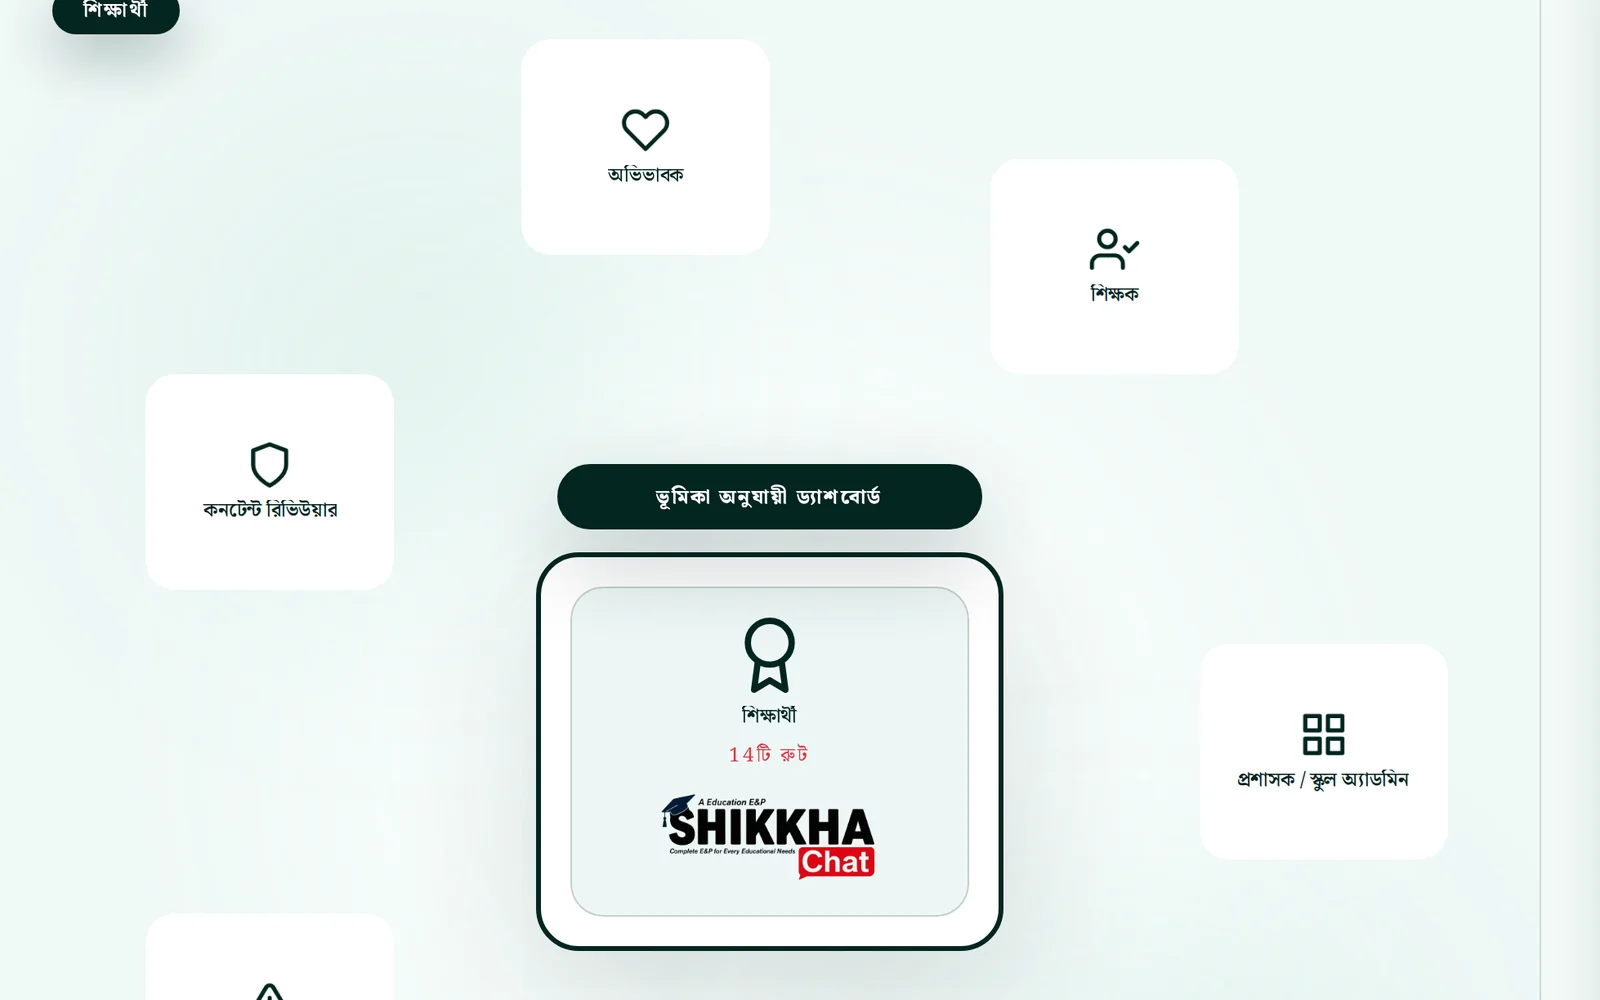 শিক্ষার্থী
অভিভাবক
শিক্ষক
কনটেন্ট রিভিউয়ার
ভূমিকা অনুযায়ী ড্যাশবোর্ড
শিক্ষার্থী
14টি রুট
A Education E&P
SHIKKHA
Complete E&P for Every Educational Needs
Chat
প্রশাসক / স্কুল অ্যাডমিন